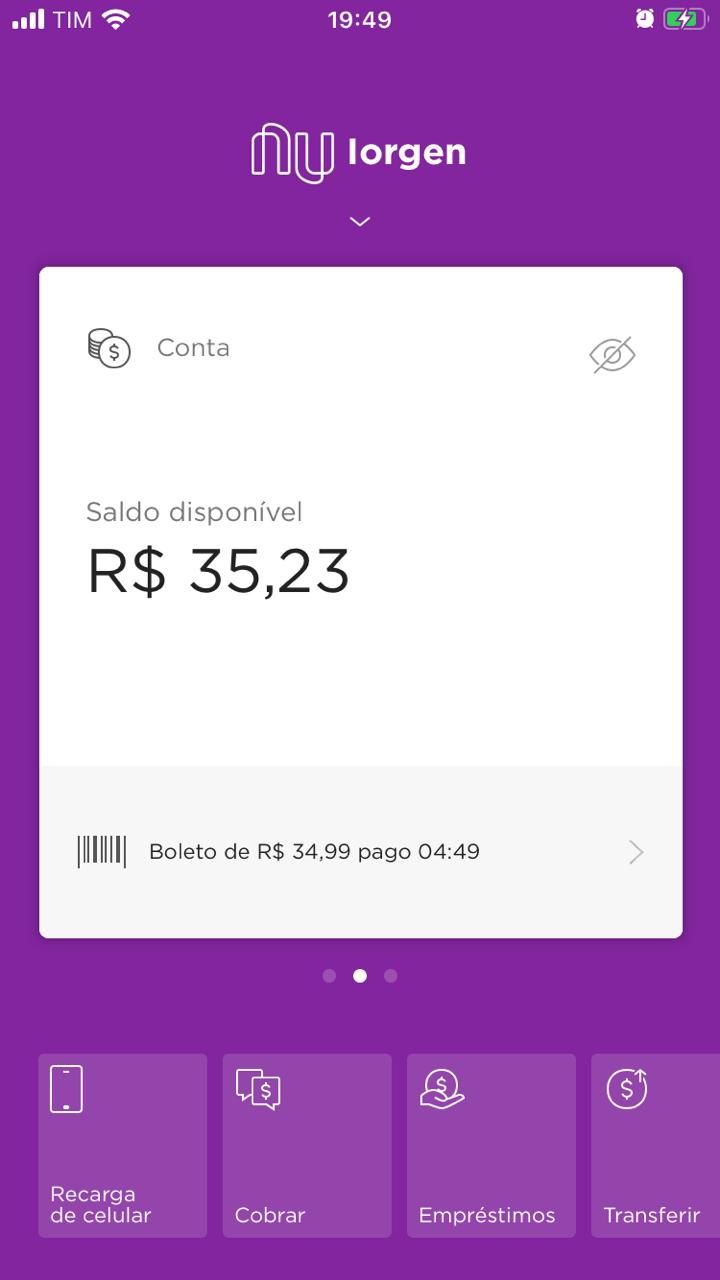 TIM 19:49
nu Iorgen
Conta
Saldo disponível
R$ 35,23
Boleto de R$ 34,99 pago 04:49
Recarga
de celular
Cobrar
Empréstimos
Transferir